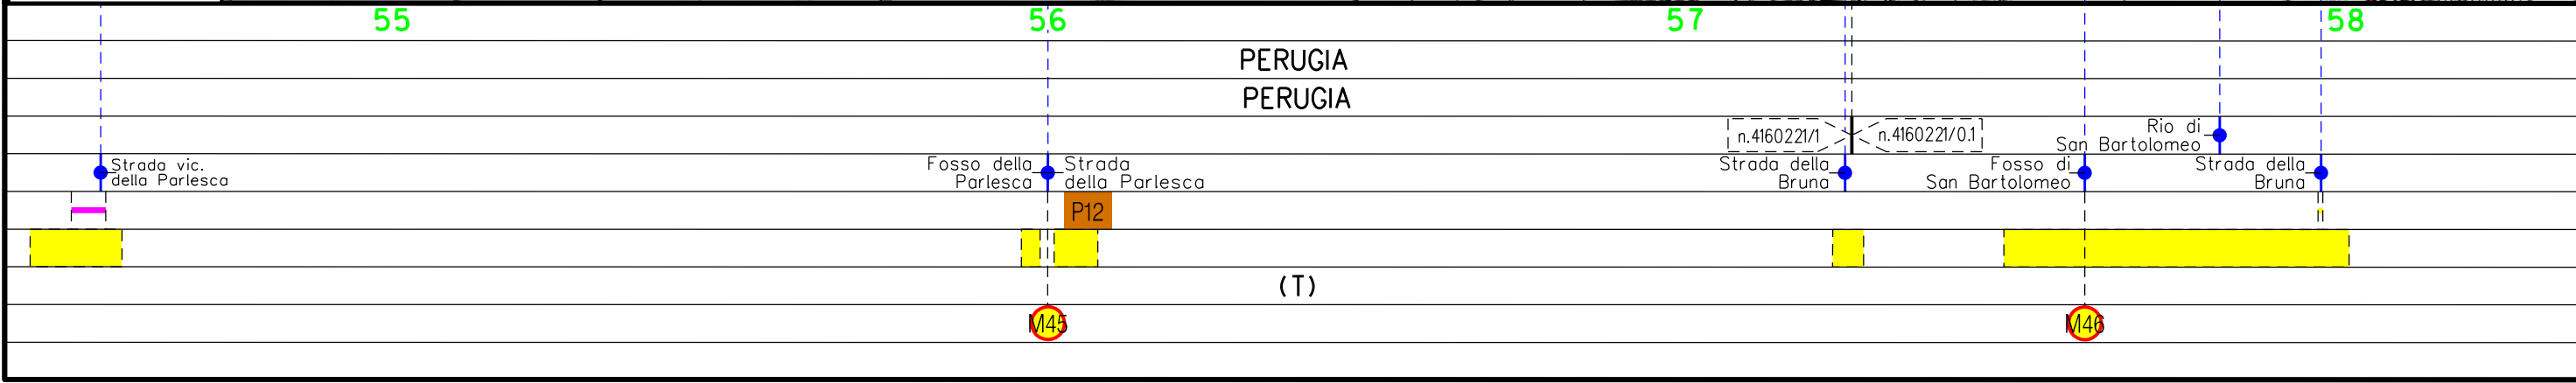 55 56 57 58
PERUGIA
PERUGIA
n.4160221/1 n.4160221/0.1
Rio di
San Bartolomeo
Strada vic.
della Parlesca
Fosso della
Parlesca
Strada
della Parlesca
Strada della
Bruna
Fosso di
San Bartolomeo
Strada della
Bruna
P12
(T)
M45 M46